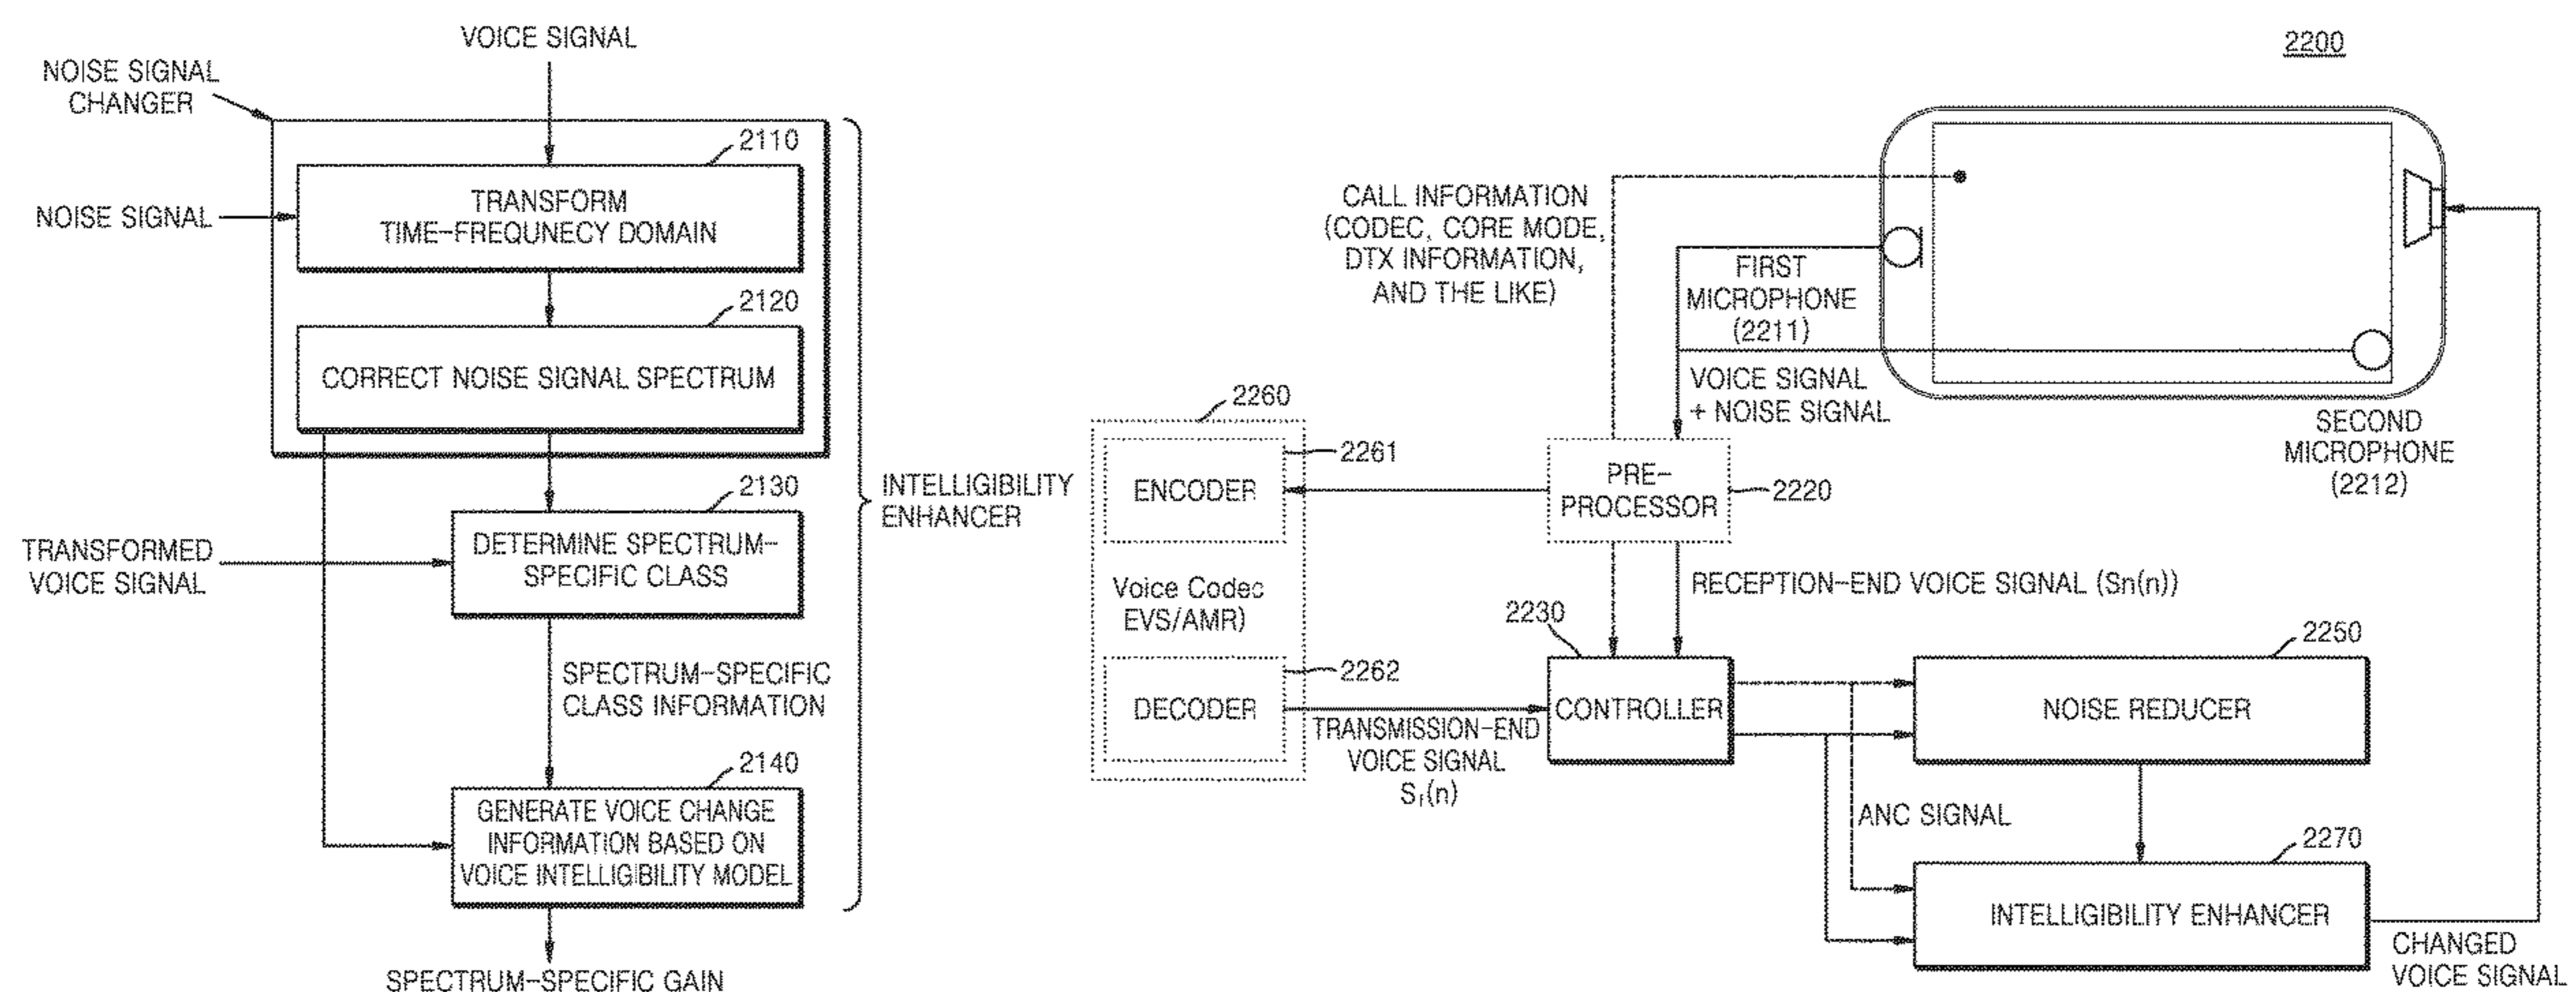 VOICE SIGNAL
NOISE SIGNAL
CHANGER
2110
TRANSFORM
TIME-FREQUNECY DOMAIN
NOISE SIGNAL
2120
CORRECT NOISE SIGNAL SPECTRUM
2130
DETERMINE SPECTRUM-
SPECIFIC CLASS
TRANSFORMED
VOICE SIGNAL
INTELLIGIBILITY
ENHANCER
SPECTRUM-SPECIFIC
CLASS INFORMATION
2140
GENERATE VOICE CHANGE
INFORMATION BASED ON
VOICE INTELLIGIBILITY MODEL
SPECTRUM-SPECIFIC GAIN
2200
CALL INFORMATION
(CODEC, CORE MODE,
DTX INFORMATION,
AND THE LIKE)
FIRST
MICROPHONE
(2211)
VOICE SIGNAL
+ NOISE SIGNAL
SECOND
MICROPHONE
(2212)
2260
2261
ENCODER
PRE-
PROCESSOR
2220
Voice Codec
EVS/AMR)
RECEPTION-END VOICE SIGNAL (Sn(n))
2230
2262
DECODER
TRANSMISSION-END
VOICE SIGNAL
Sf(n)
CONTROLLER
2250
NOISE REDUCER
ANC SIGNAL
2270
INTELLIGIBILITY ENHANCER
CHANGED
VOICE SIGNAL